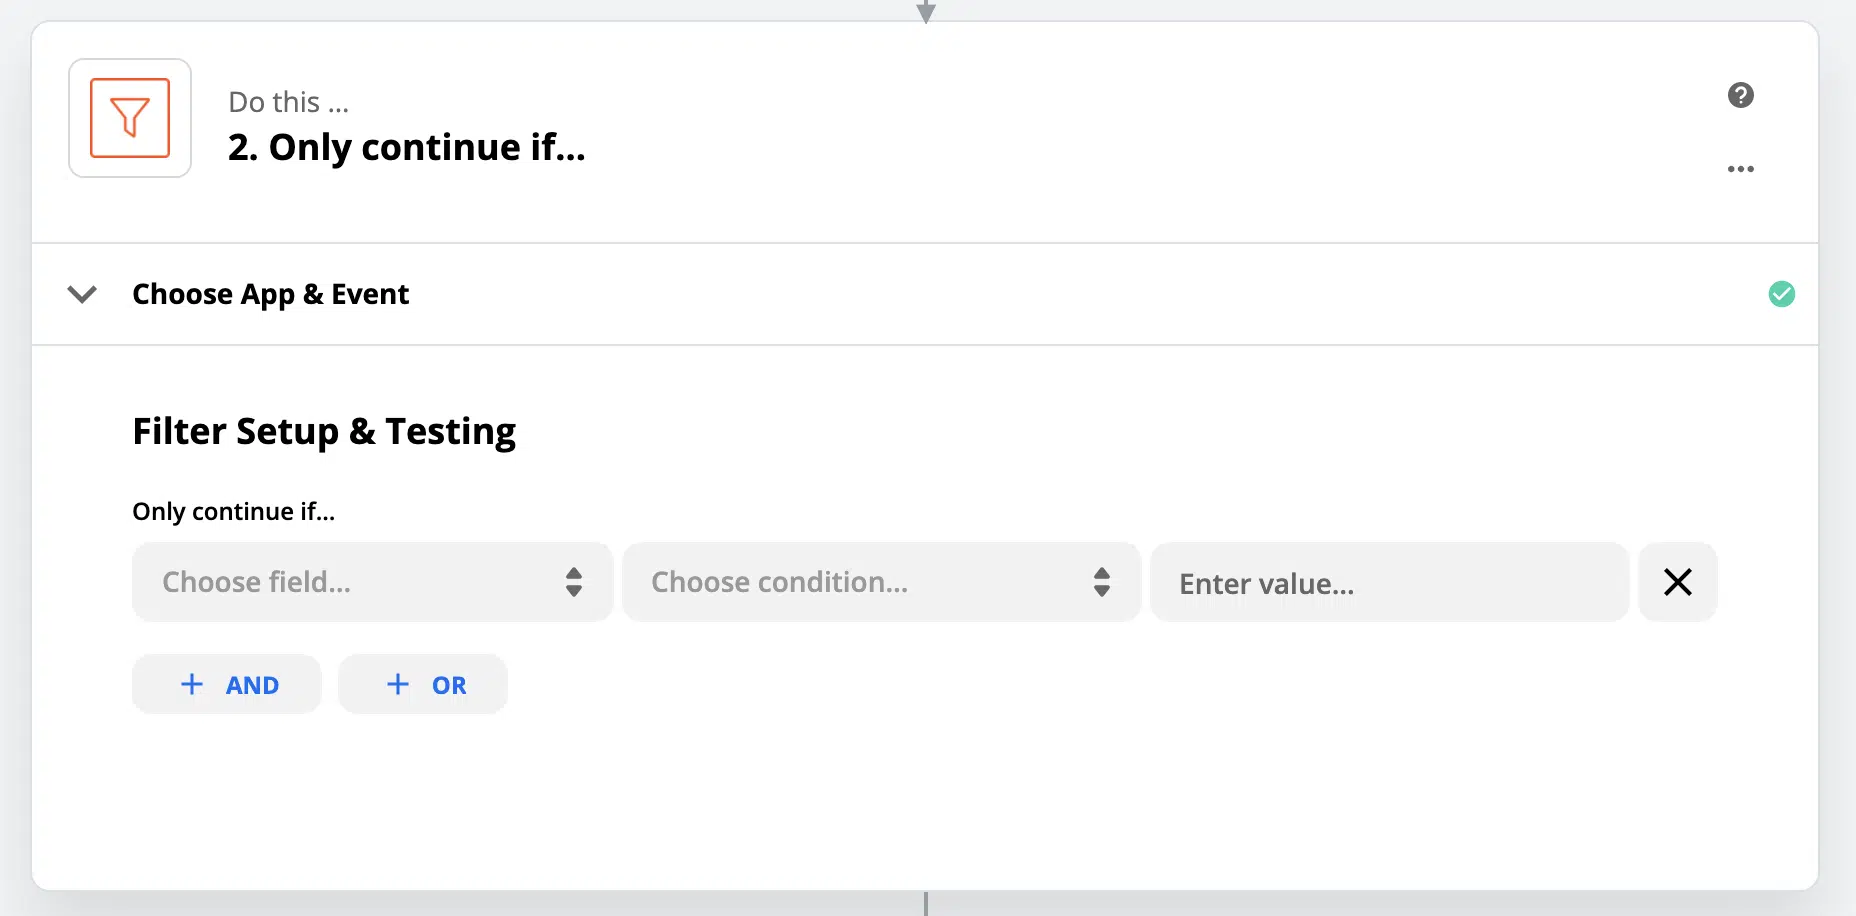 Do this ...
2. Only continue if...
Choose App & Event
Filter Setup & Testing
Only continue if...
Choose field... Choose condition... Enter value...
+ AND + OR